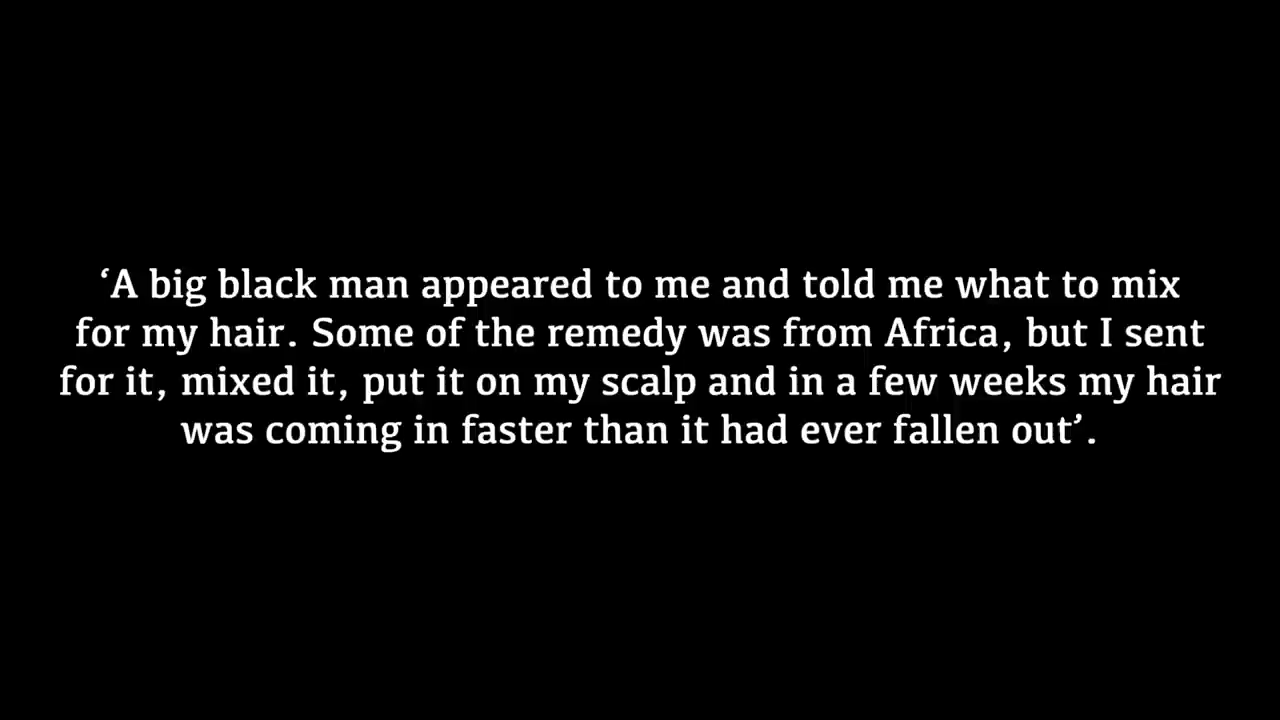 ‘A big black man appeared to me and told me what to mix
for my hair. Some of the remedy was from Africa, but I sent
for it, mixed it, put it on my scalp and in a few weeks my hair
was coming in faster than it had ever fallen out’.